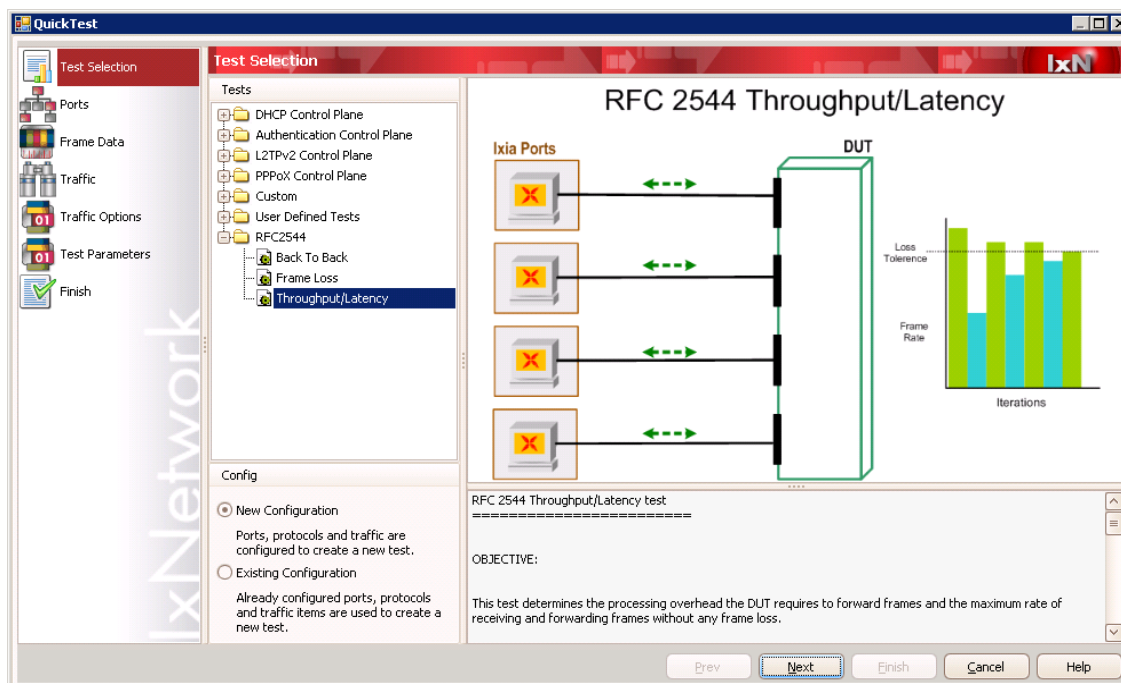 QuickTest
Test Selection
Ports
Frame Data
Traffic
Traffic Options
Test Parameters
Finish
IxNetwork
Test Selection
IxN
Tests
DHCP Control Plane
Authentication Control Plane
L2TPv2 Control Plane
PPPoX Control Plane
Custom
User Defined Tests
RFC2544
Back To Back
Frame Loss
Throughput/Latency
Config
New Configuration
Ports, protocols and traffic are
configured to create a new test.
Existing Configuration
Already configured ports, protocols
and traffic items are used to create a
new test.
RFC 2544 Throughput/Latency
Ixia Ports
DUT
Loss
Tolerence
Frame
Rate
Iterations
RFC 2544 Throughput/Latency test
========================
OBJECTIVE:
This test determines the processing overhead the DUT requires to forward frames and the maximum rate of
receiving and forwarding frames without any frame loss.
Prev
Next
Finish
Cancel
Help